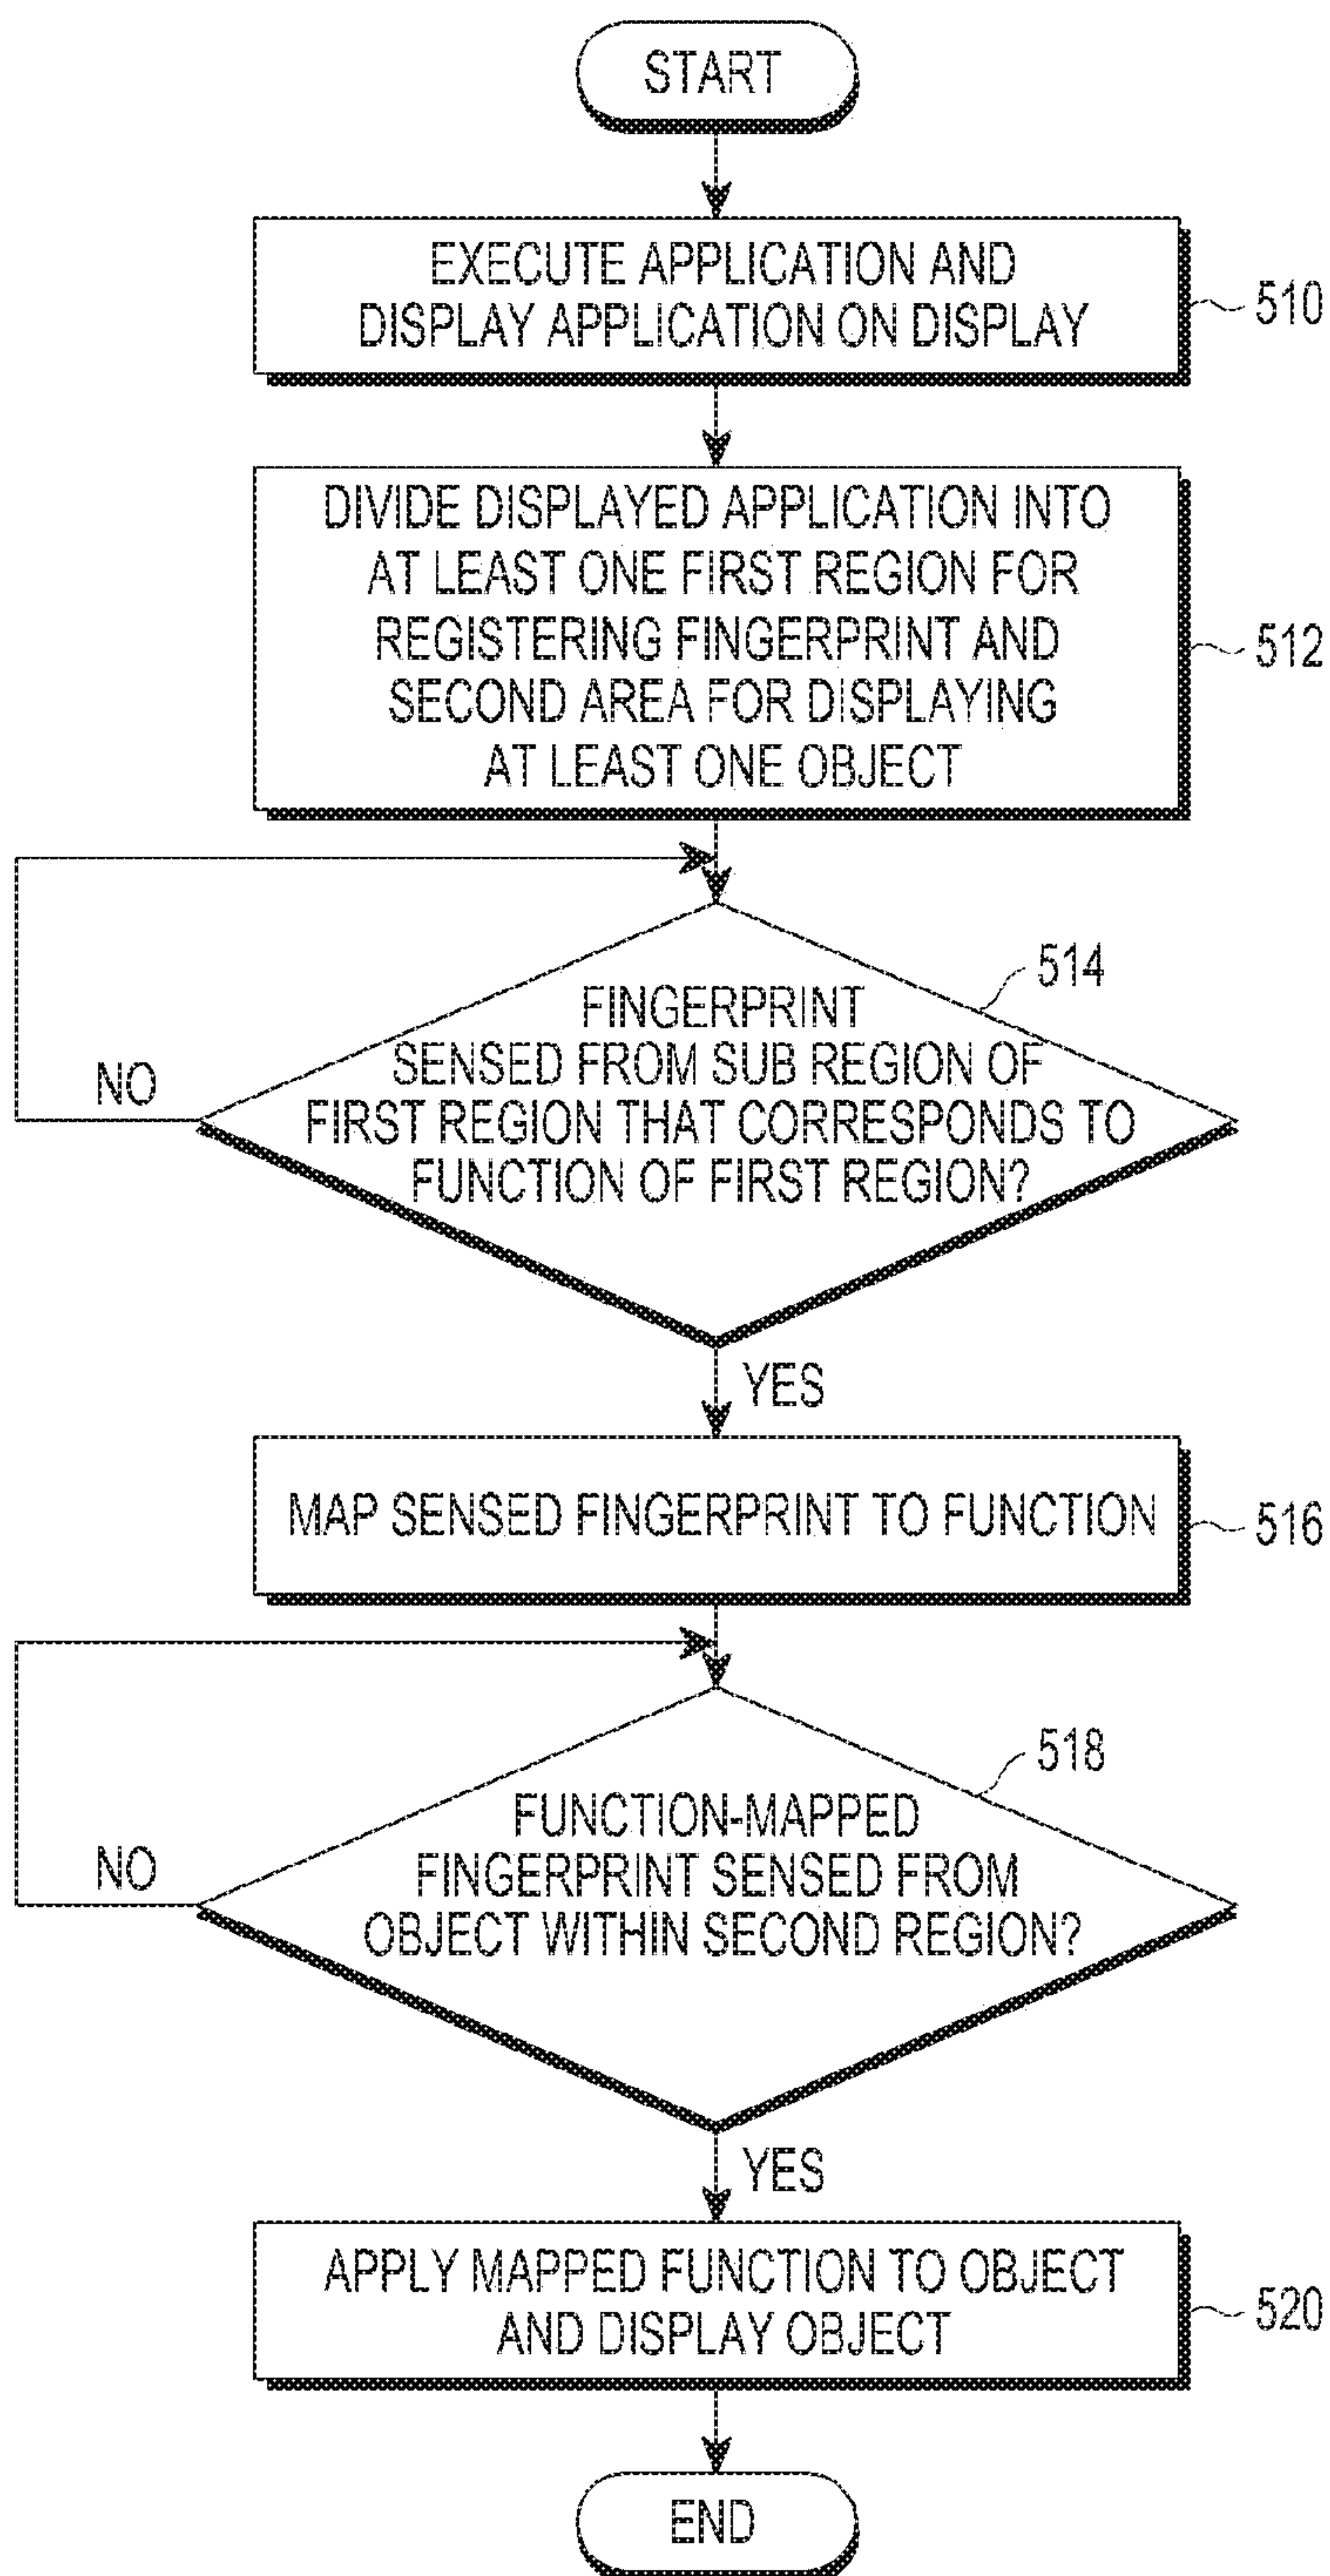 START
EXECUTE APPLICATION AND
DISPLAY APPLICATION ON DISPLAY
510
DIVIDE DISPLAYED APPLICATION INTO
AT LEAST ONE FIRST REGION FOR
REGISTERING FINGERPRINT AND
SECOND AREA FOR DISPLAYING
AT LEAST ONE OBJECT
512
514
FINGERPRINT
SENSED FROM SUB REGION OF
FIRST REGION THAT CORRESPONDS TO
FUNCTION OF FIRST REGION?
NO
YES
MAP SENSED FINGERPRINT TO FUNCTION
516
518
FUNCTION-MAPPED
FINGERPRINT SENSED FROM
OBJECT WITHIN SECOND REGION?
NO
YES
APPLY MAPPED FUNCTION TO OBJECT
AND DISPLAY OBJECT
520
END